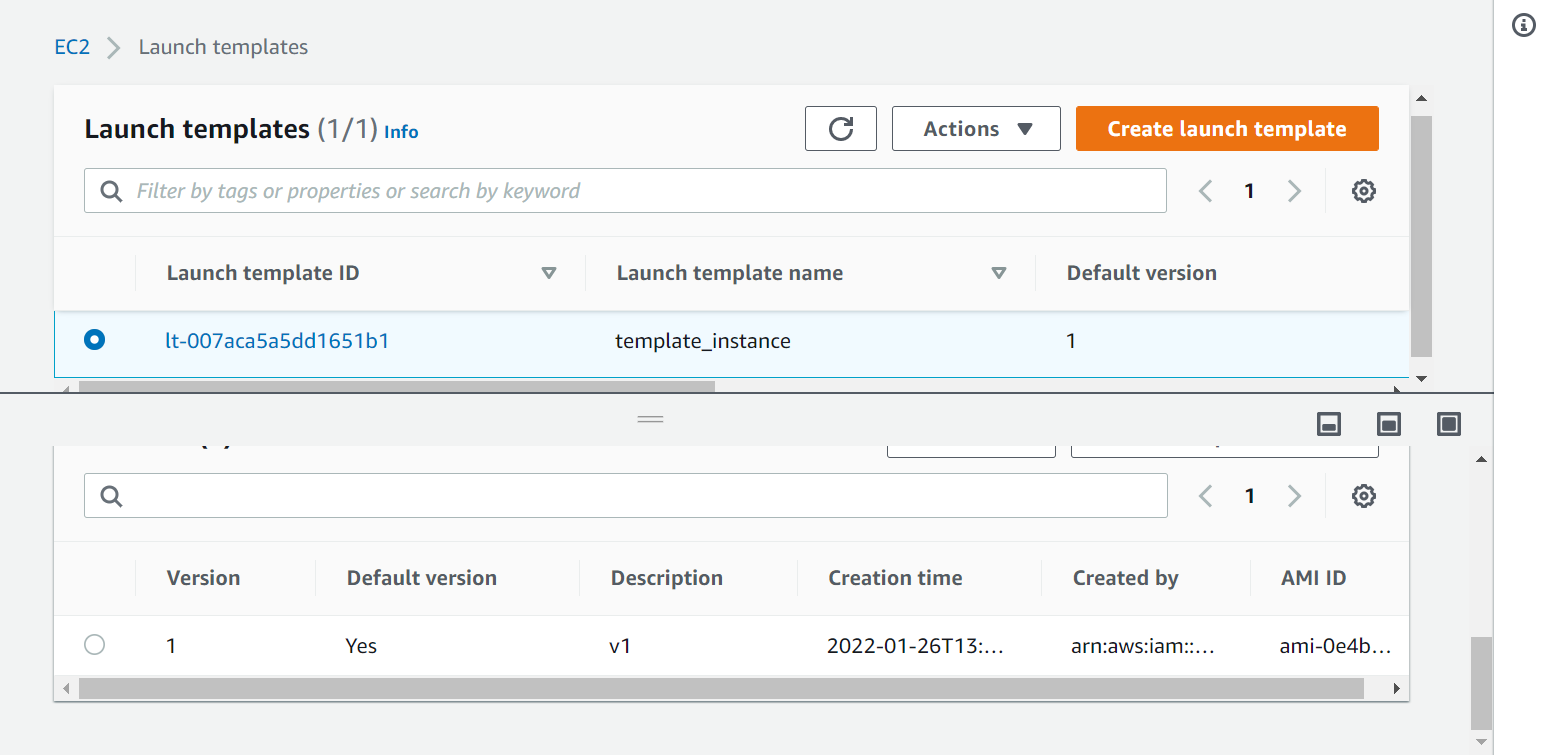 EC2 Launch templates
Launch templates (1/1) Info Actions Create launch template
Filter by tags or properties or search by keyword 1
Launch template ID Launch template name Default version
lt-007aca5a5dd1651b1 template_instance 1
1
Version Default version Description Creation time Created by AMI ID
1 Yes v1 2022-01-26T13:… arn:aws:iam::… ami-0e4b…